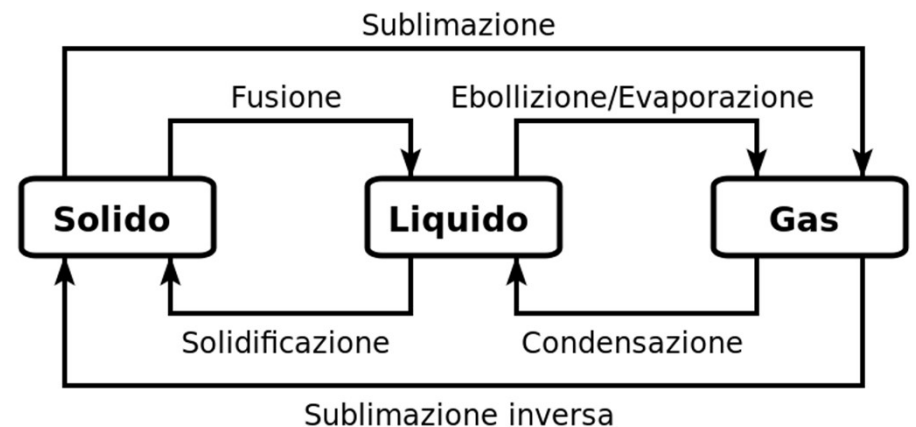 Sublimazione
Fusione
Ebollizione/Evaporazione
Solido
Liquido
Gas
Solidificazione
Condensazione
Sublimazione inversa